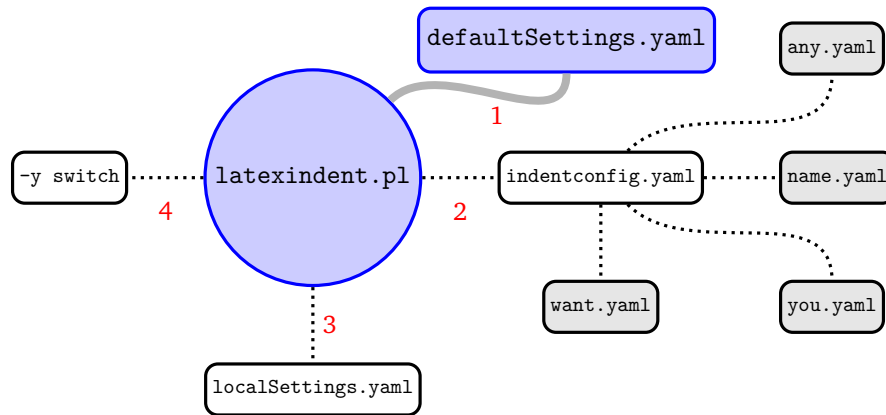 defaultSettings.yaml
any.yaml
1
-y switch
latexindent.pl
indentconfig.yaml
name.yaml
4
2
want.yaml
you.yaml
3
localSettings.yaml